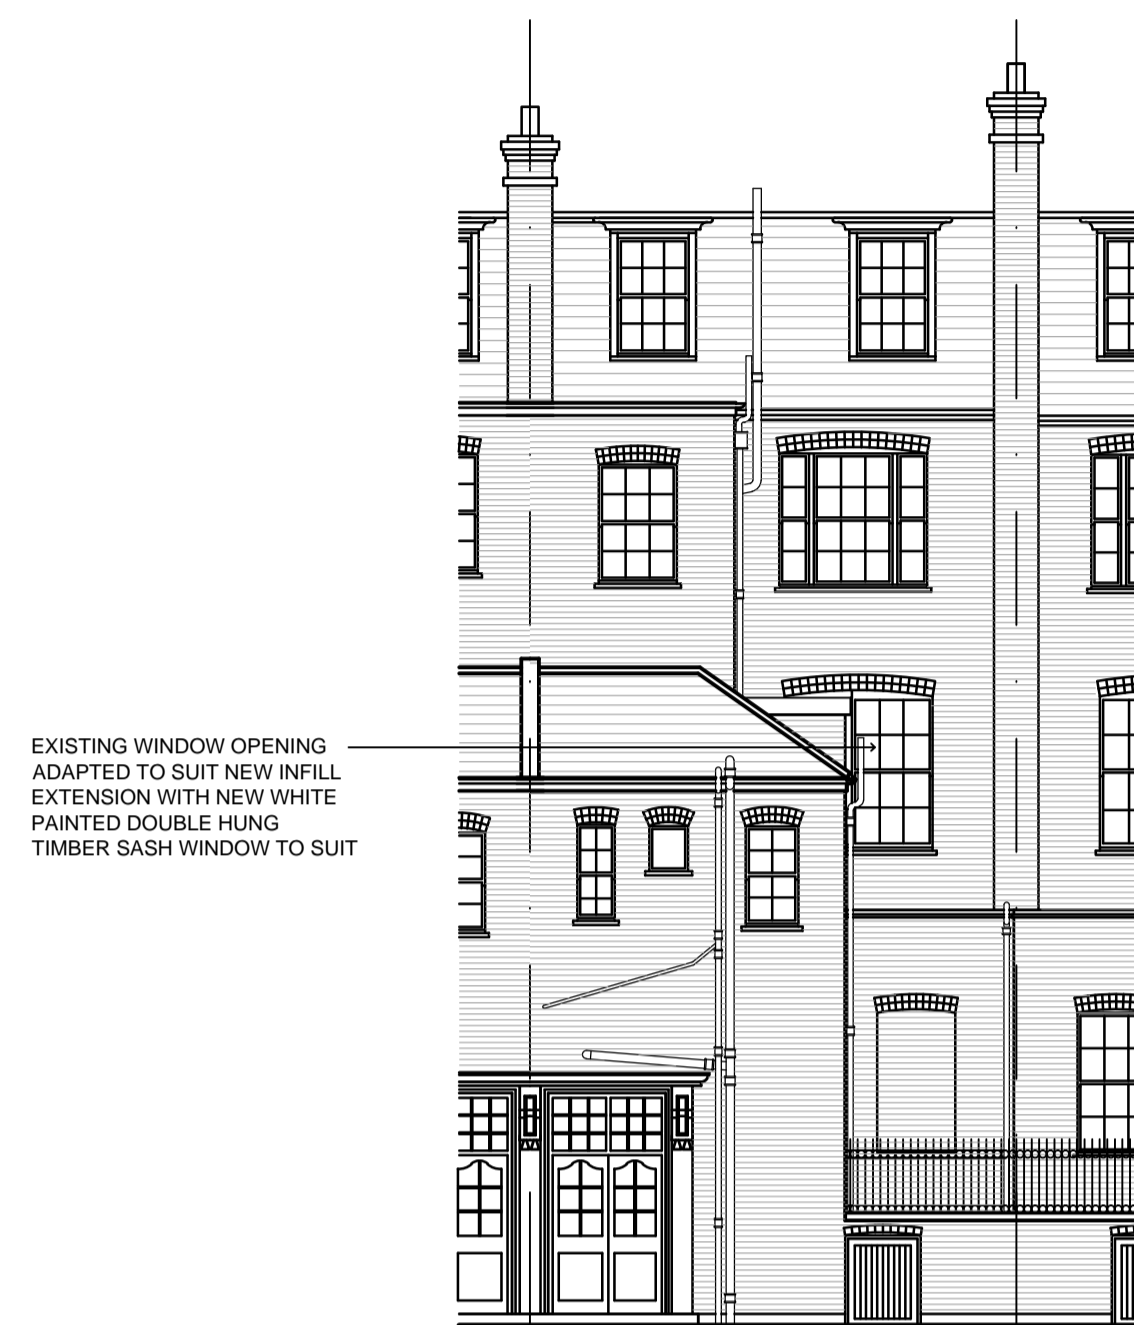 EXISTING WINDOW OPENING
ADAPTED TO SUIT NEW INFILL
EXTENSION WITH NEW WHITE
PAINTED DOUBLE HUNG
TIMBER SASH WINDOW TO SUIT